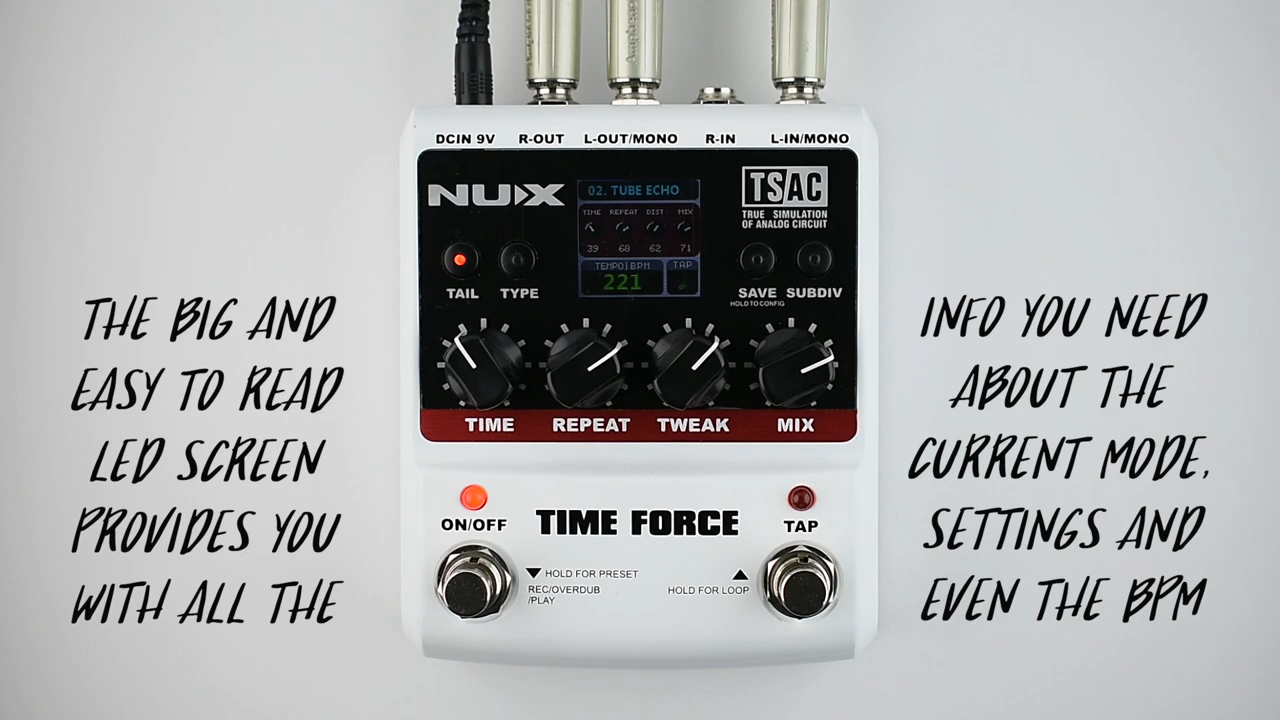 DCIN 9V R-OUT L-OUT/MONO R-IN L-IN/MONO
NUX
02. TUBE ECHO
TIME REPEAT DIST MIX
39 68 62 71
TEMPO|BPM TAP
221
TSAC
TRUE SIMULATION
OF ANALOG CIRCUIT
TAIL TYPE
SAVE SUBDIV
HOLD TO CONFIG
TIME REPEAT TWEAK MIX
ON/OFF
TIME FORCE
TAP
HOLD FOR PRESET
REC/OVERDUB
/PLAY
HOLD FOR LOOP
THE BIG AND
EASY TO READ
LED SCREEN
PROVIDES YOU
WITH ALL THE
INFO YOU NEED
ABOUT THE
CURRENT MODE,
SETTINGS AND
EVEN THE BPM